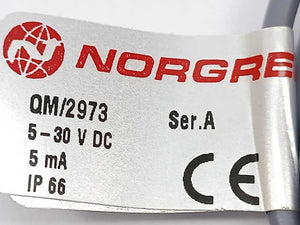 NORGRE
QM/2973
5-30 V DC Ser.A
5 mA
IP 66 CE